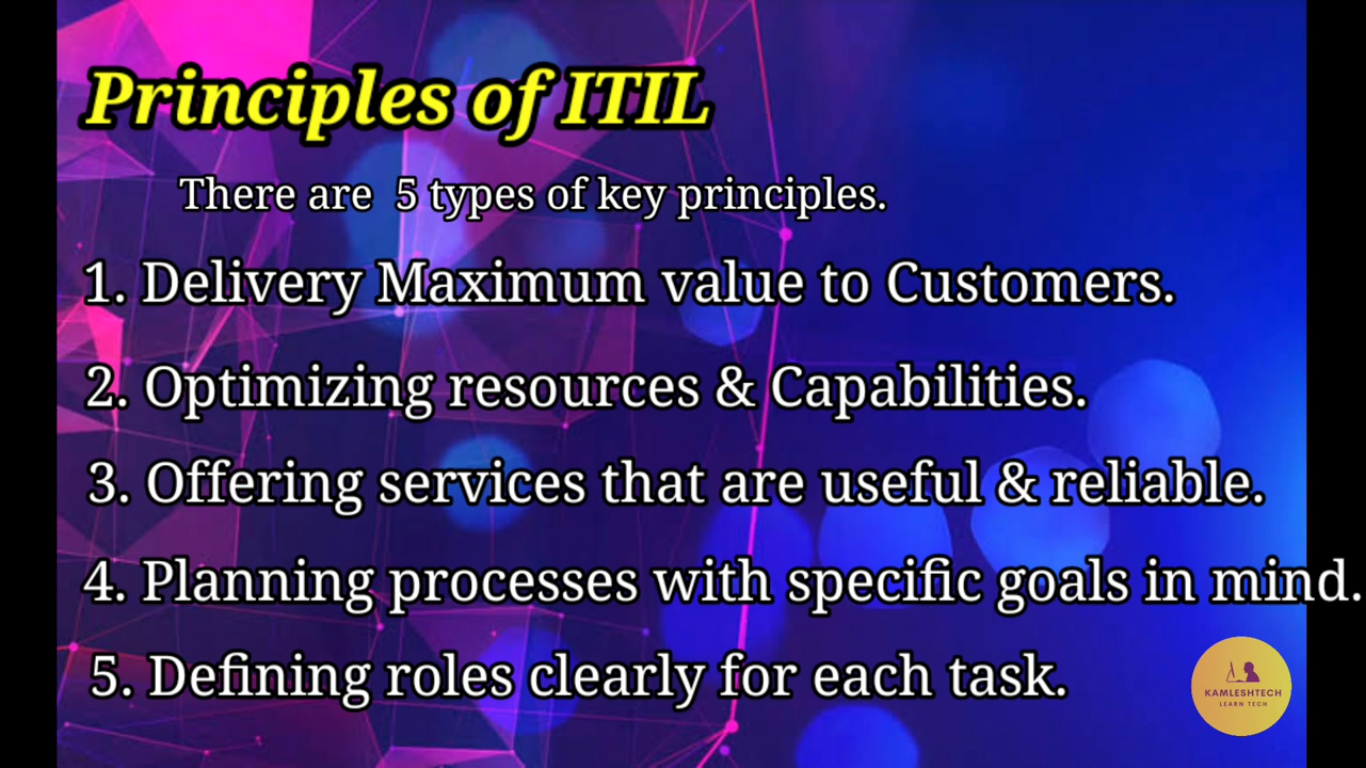 Principles of ITIL
There are 5 types of key principles.
1. Delivery Maximum value to Customers.
2. Optimizing resources & Capabilities.
3. Offering services that are useful & reliable.
4. Planning processes with specific goals in mind.
5. Defining roles clearly for each task.
KAMLESHTECH
LEARN TECH